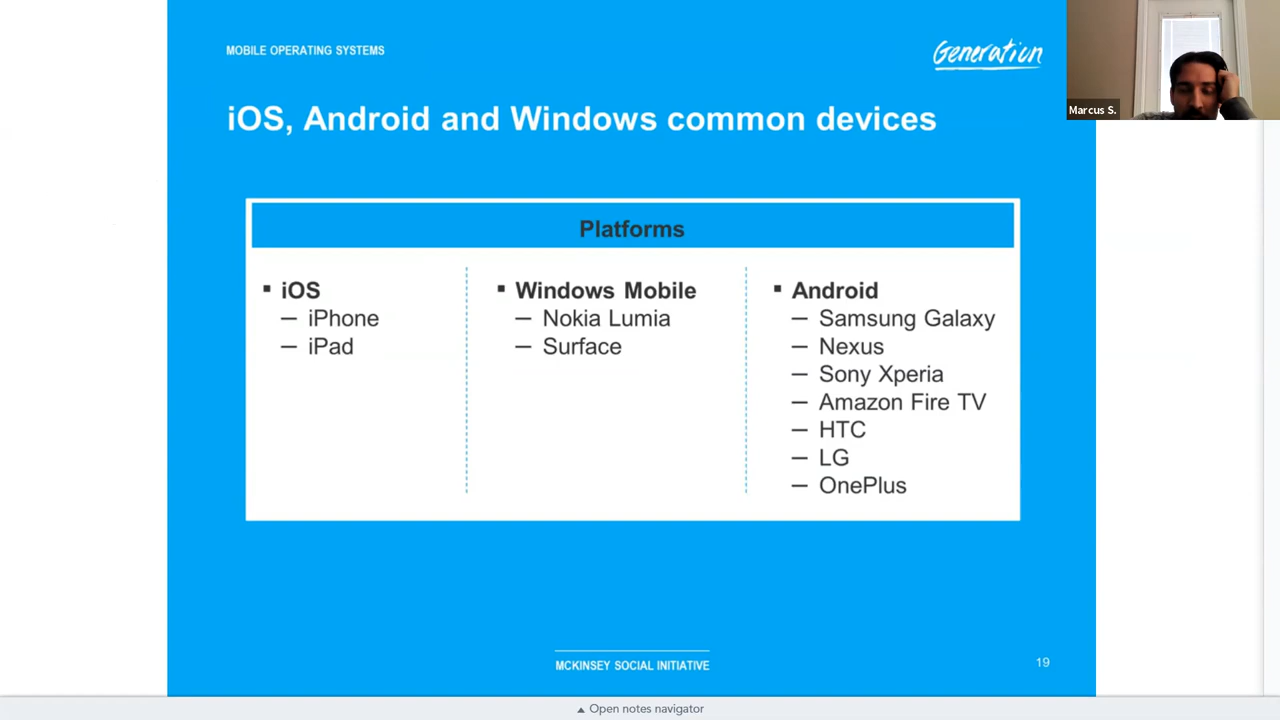 MOBILE OPERATING SYSTEMS
Generation
Marcus S.
iOS, Android and Windows common devices
Platforms
▪ iOS
– iPhone
– iPad
▪ Windows Mobile
– Nokia Lumia
– Surface
▪ Android
– Samsung Galaxy
– Nexus
– Sony Xperia
– Amazon Fire TV
– HTC
– LG
– OnePlus
MCKINSEY SOCIAL INITIATIVE
19
▲ Open notes navigator